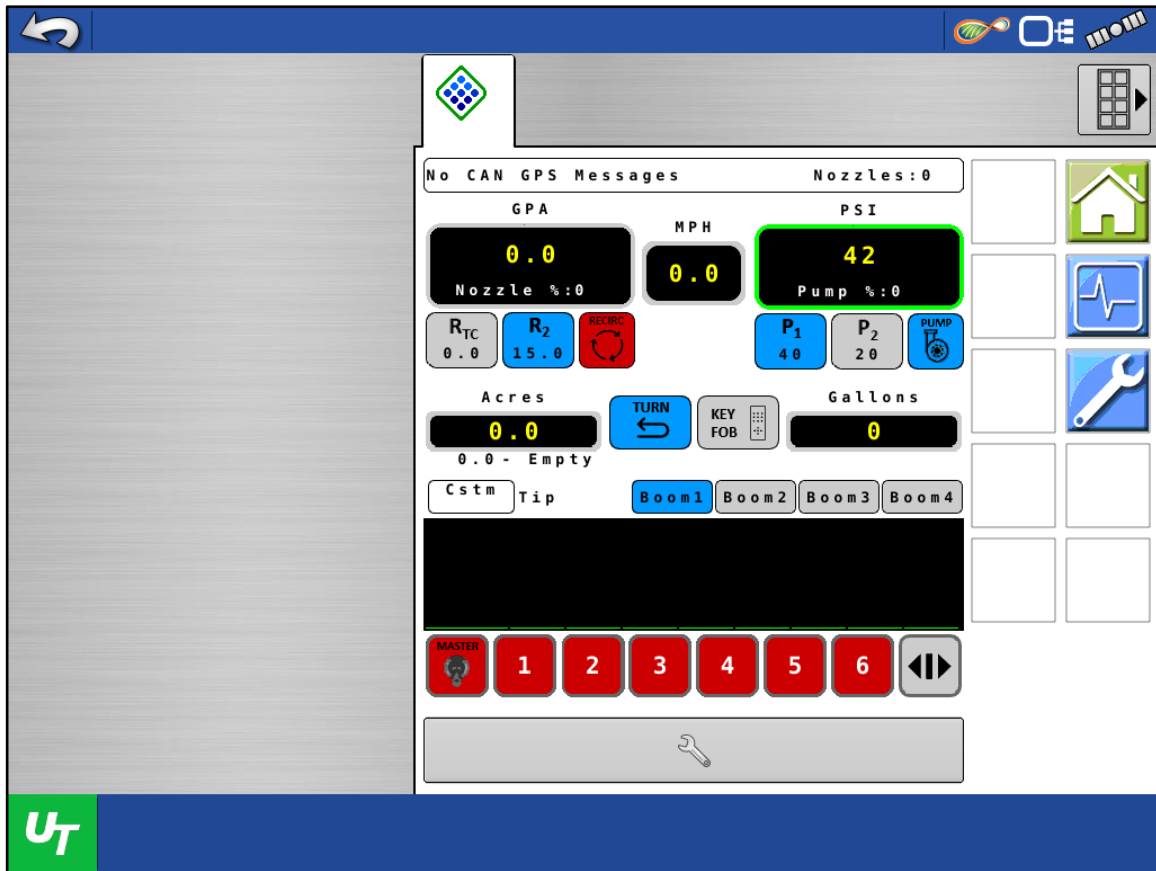 No CAN GPS Messages Nozzles:0
GPA MPH PSI
0.0 0.0 42
Nozzle %:0 Pump %:0
RTC 0.0 R2 15.0 RECIRC P1 40 P2 20 PUMP
Acres TURN KEY FOB Gallons
0.0 0
0.0- Empty
Cstm Tip Boom1 Boom2 Boom3 Boom4
MASTER 1 2 3 4 5 6
UT